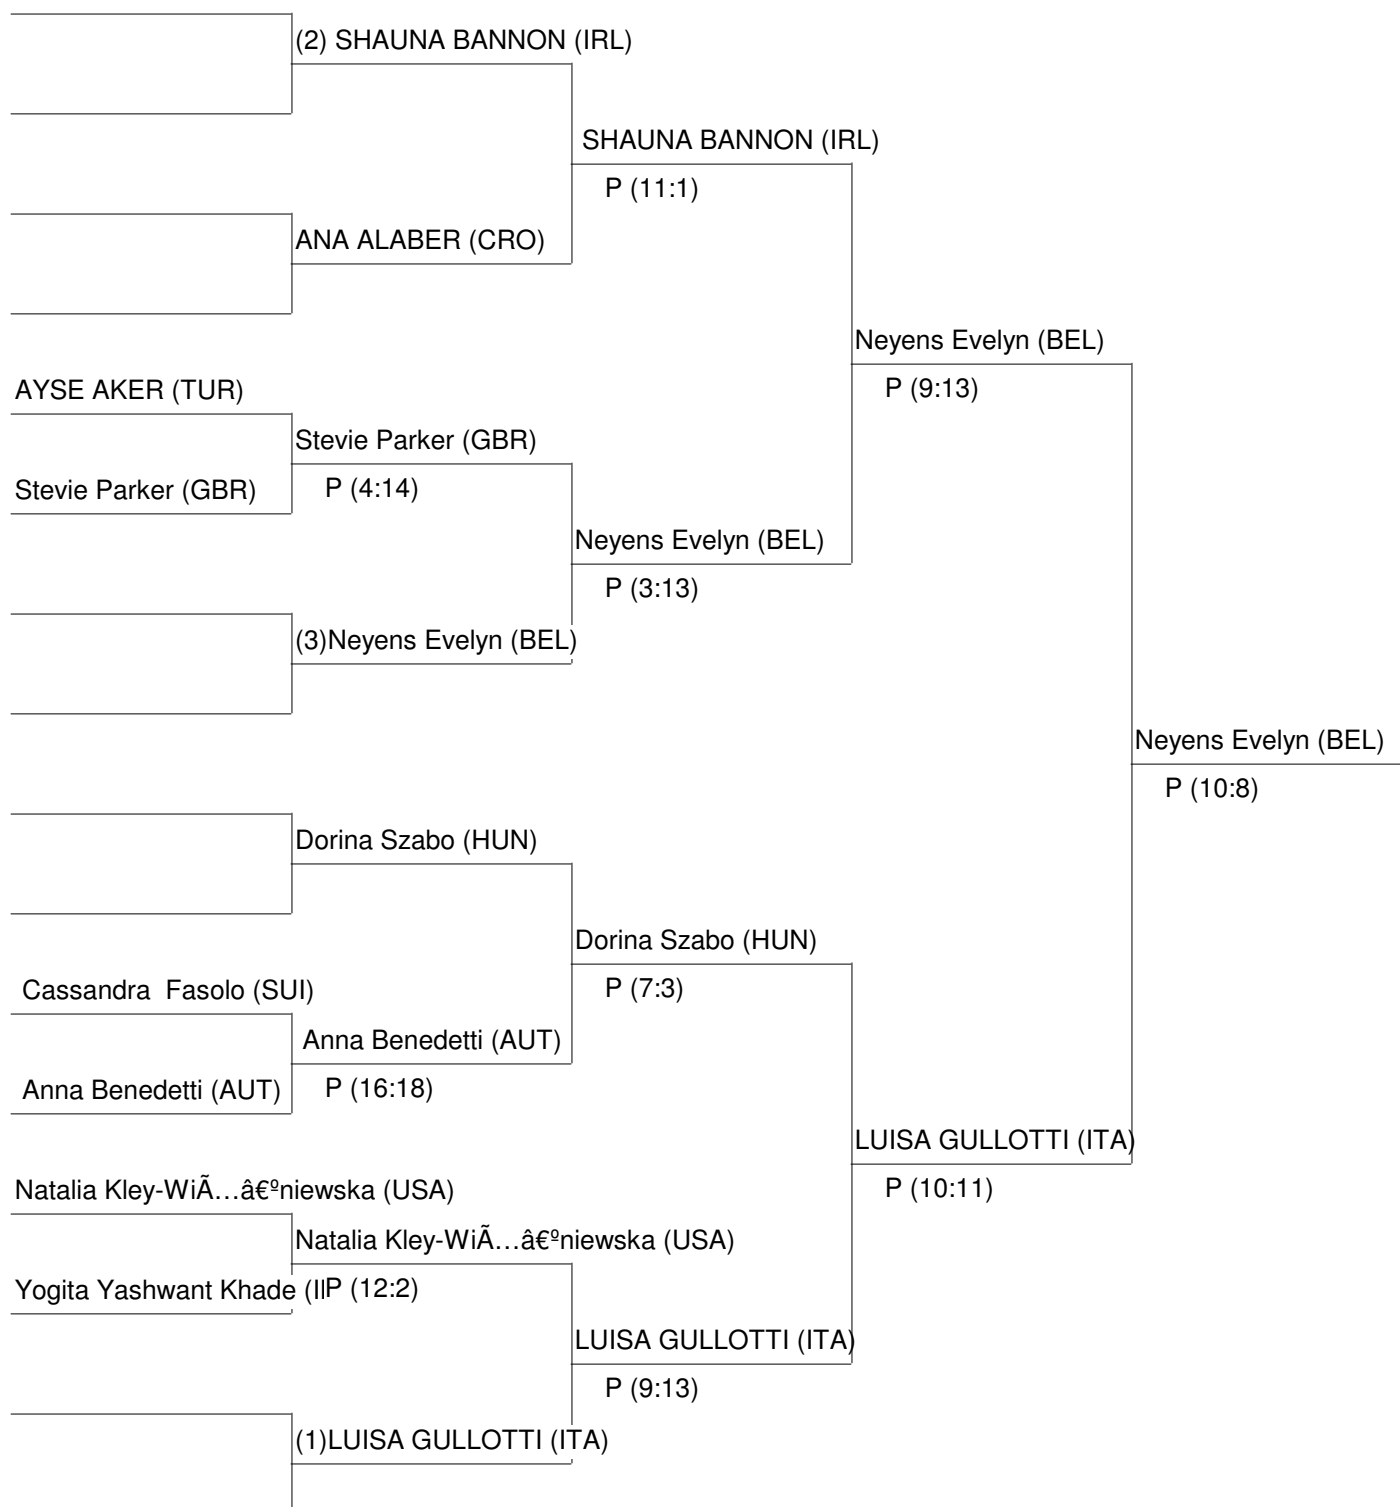 (2) SHAUNA BANNON (IRL)
SHAUNA BANNON (IRL)
P (11:1)
ANA ALABER (CRO)
Neyens Evelyn (BEL)
P (9:13)
AYSE AKER (TUR)
Stevie Parker (GBR)
Stevie Parker (GBR)
P (4:14)
Neyens Evelyn (BEL)
P (3:13)
(3)Neyens Evelyn (BEL)
Neyens Evelyn (BEL)
P (10:8)
Dorina Szabo (HUN)
Dorina Szabo (HUN)
P (7:3)
Cassandra  Fasolo (SUI)
Anna Benedetti (AUT)
Anna Benedetti (AUT)
P (16:18)
LUISA GULLOTTI (ITA)
P (10:11)
Natalia Kley-WiÃ…â€ºniewska (USA)
Natalia Kley-WiÃ…â€ºniewska (USA)
Yogita Yashwant Khade (I
P (12:2)
LUISA GULLOTTI (ITA)
P (9:13)
(1)LUISA GULLOTTI (ITA)